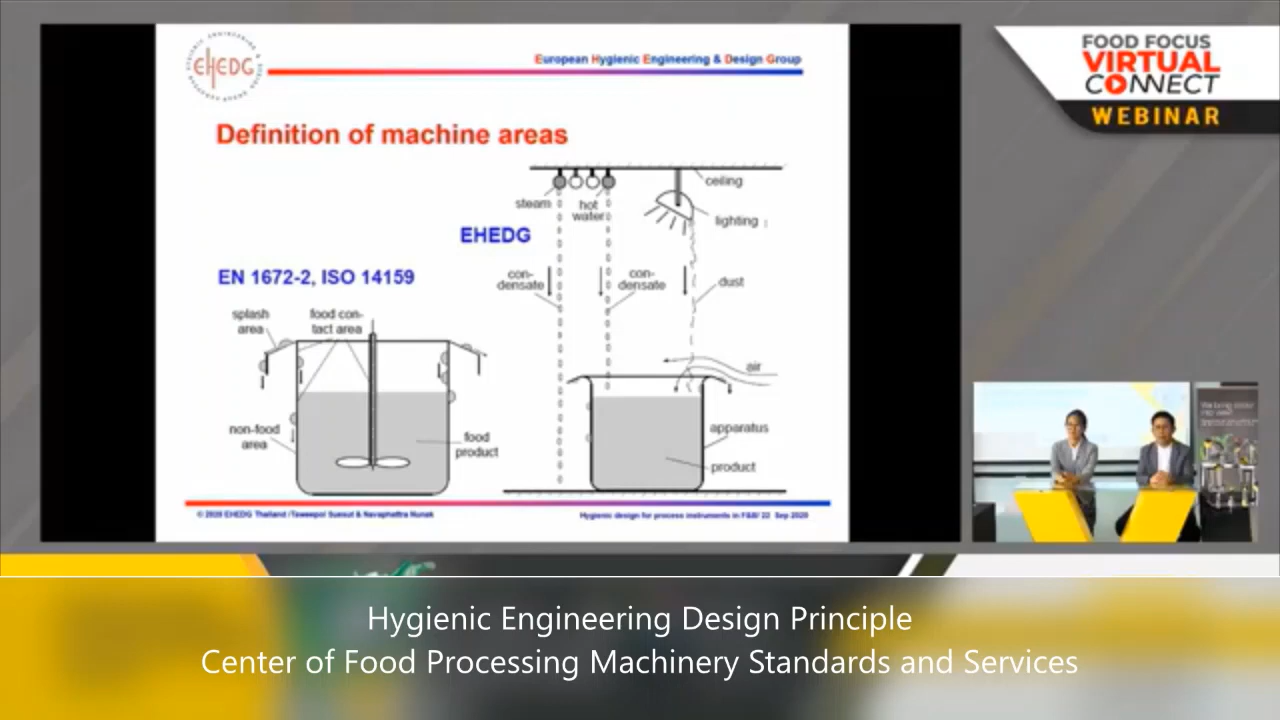 EHEDG
European Hygienic Engineering & Design Group
Definition of machine areas
EHEDG
EN 1672-2, ISO 14159
splash
area
food con-
tact area
non-food
area
food
product
ceiling
steam
hot
water
lighting
con-
densate
con-
densate
dust
air
apparatus
product
© 2020 EHEDG Thailand /Taweepol Suesut & Navaphattra Nunak
Hygienic design for process instruments in F&B/ 22 Sep 2020
FOOD FOCUS
VIRTUAL
CONNECT
WEBINAR
Hygienic Engineering Design Principle
Center of Food Processing Machinery Standards and Services